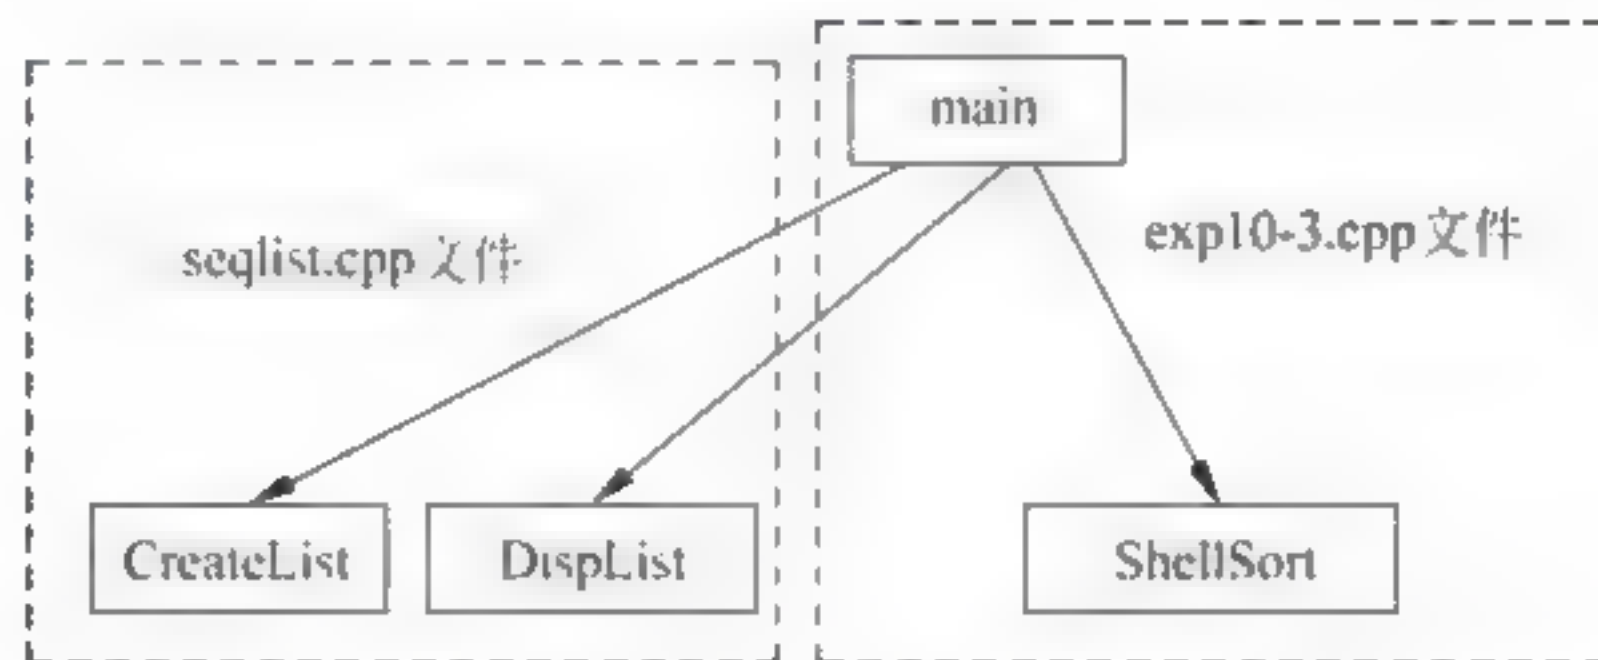 main
exp10-3.cpp 文件
seqlist.cpp 文件
CreateList
DispList
ShellSort